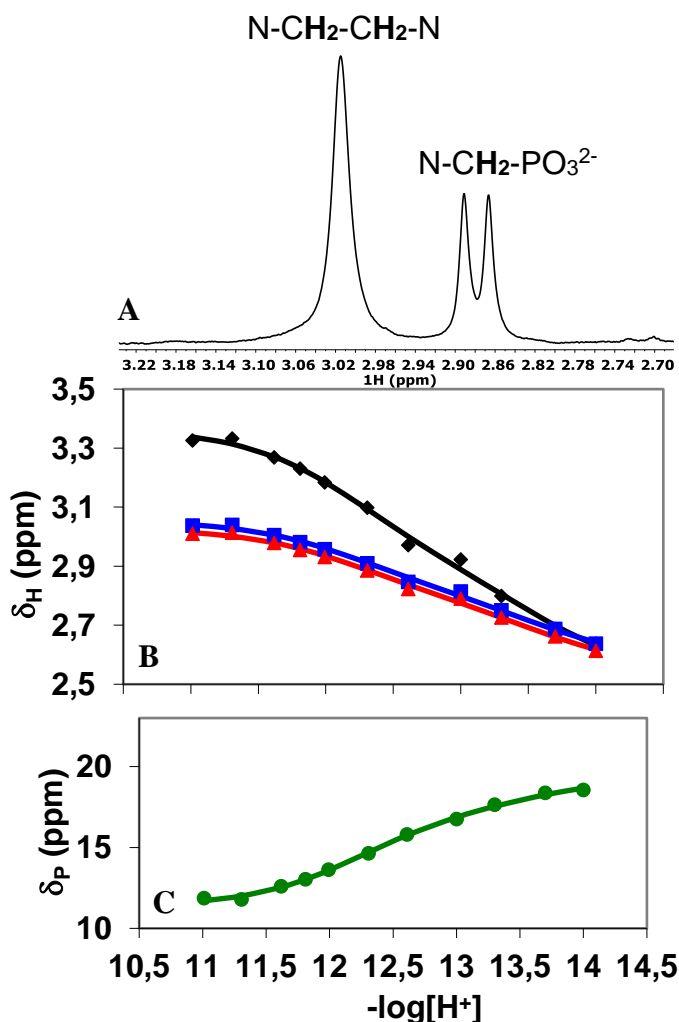 N-CH2-CH2-N
N-CH2-PO₃²⁻
A
3.22 3.18 3.14 3.10 3.06 3.02 2.98 2.94 2.90 2.86 2.82 2.78 2.74 2.70
1H (ppm)
3,5
3,3
3,1
2,9
2,7
2,5
δH (ppm)
B
20
15
10
δP (ppm)
C
10,5 11 11,5 12 12,5 13 13,5 14 14,5
-log[H⁺]